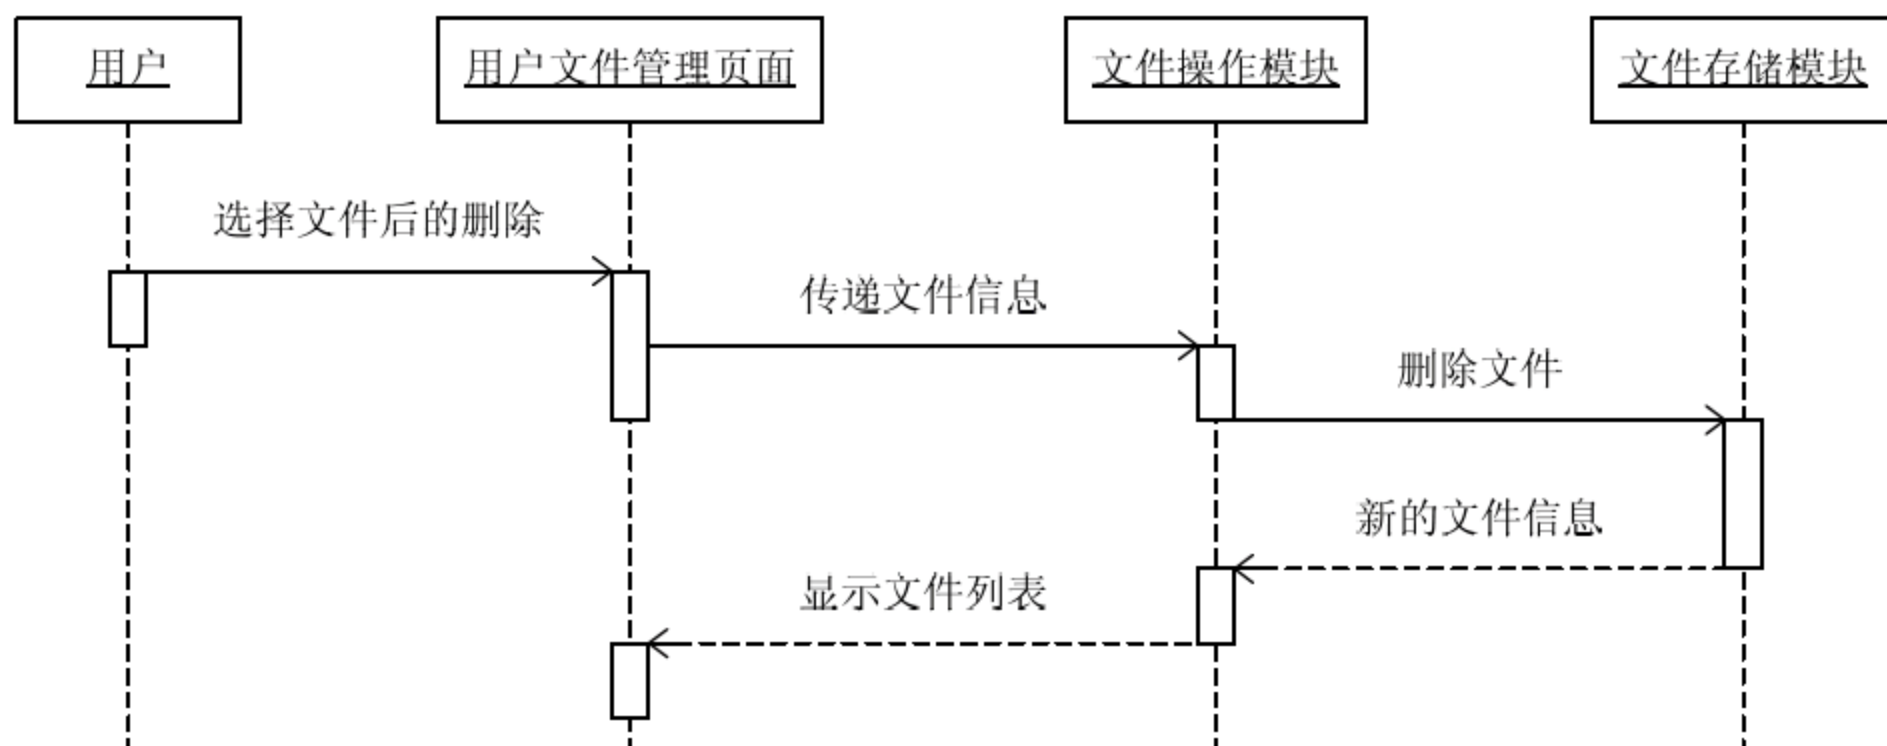 用户
用户文件管理页面
文件操作模块
文件存储模块
选择文件后的删除
传递文件信息
删除文件
新的文件信息
显示文件列表